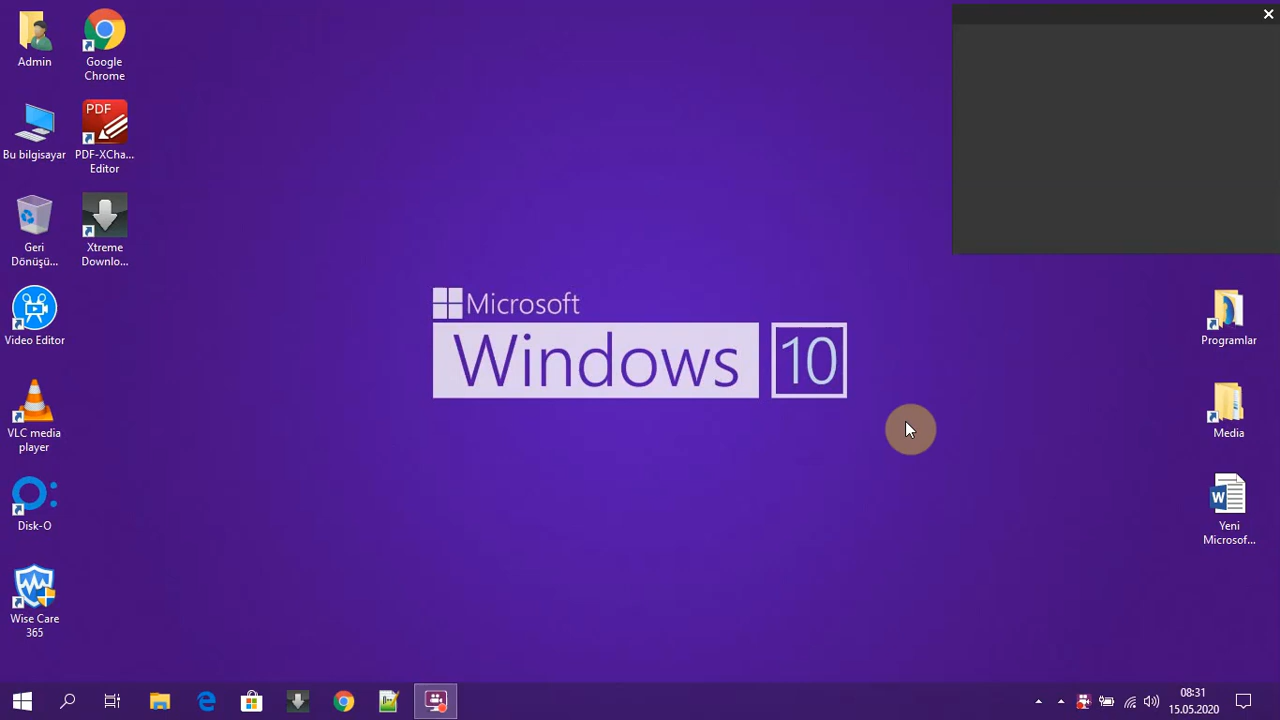 Admin
Google
Chrome
Bu bilgisayar
PDF
PDF-XCha...
Editor
Geri
Dönüşü...
Xtreme
Downlo...
Video Editor
VLC media
player
Disk-O
Wise Care
365
Microsoft
Windows 10
Programlar
Media
W
Yeni
Microsof...
08:31
15.05.2020